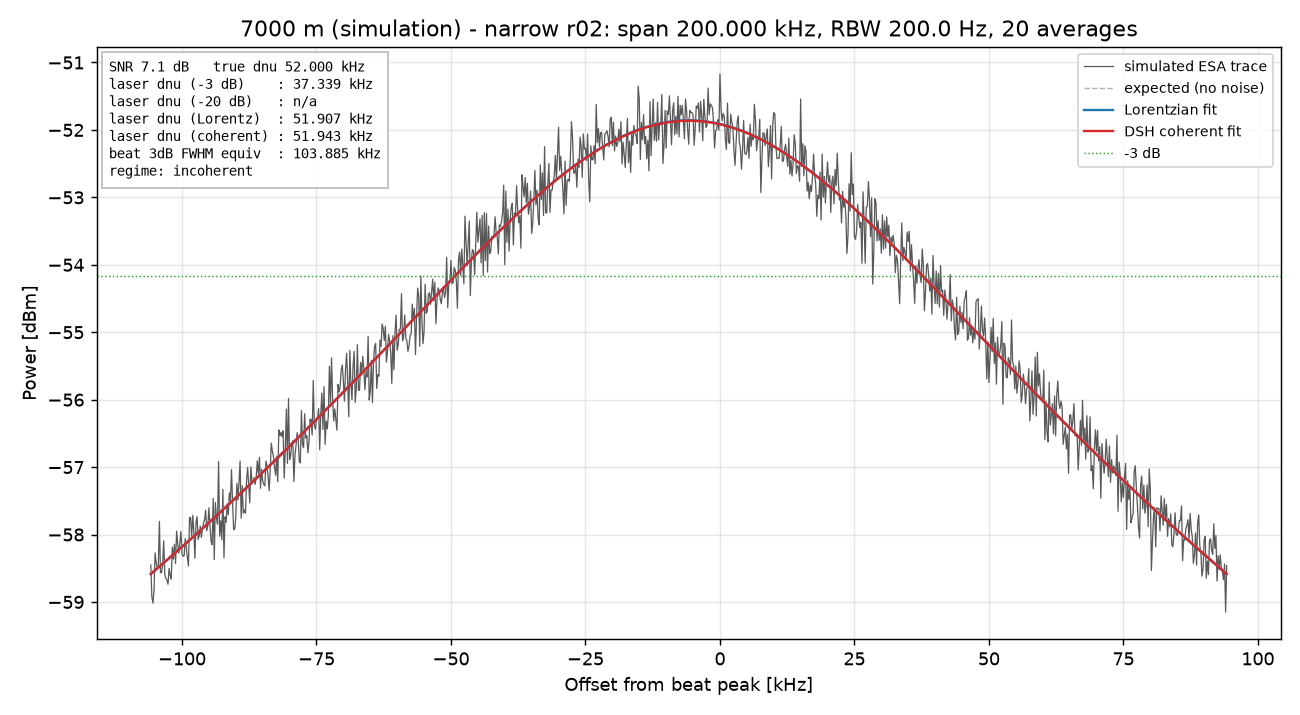 7000 m (simulation) - narrow r02: span 200.000 kHz, RBW 200.0 Hz, 20 averages
SNR 7.1 dB   true dnu 52.000 kHz
laser dnu (-3 dB)    : 37.339 kHz
laser dnu (-20 dB)   : n/a
laser dnu (Lorentz)  : 51.907 kHz
laser dnu (coherent) : 51.943 kHz
beat 3dB FWHM equiv  : 103.885 kHz
regime: incoherent
simulated ESA trace
expected (no noise)
Lorentzian fit
DSH coherent fit
-3 dB
Power [dBm]
−51
−52
−53
−54
−55
−56
−57
−58
−59
−100
−75
−50
−25
0
25
50
75
100
Offset from beat peak [kHz]